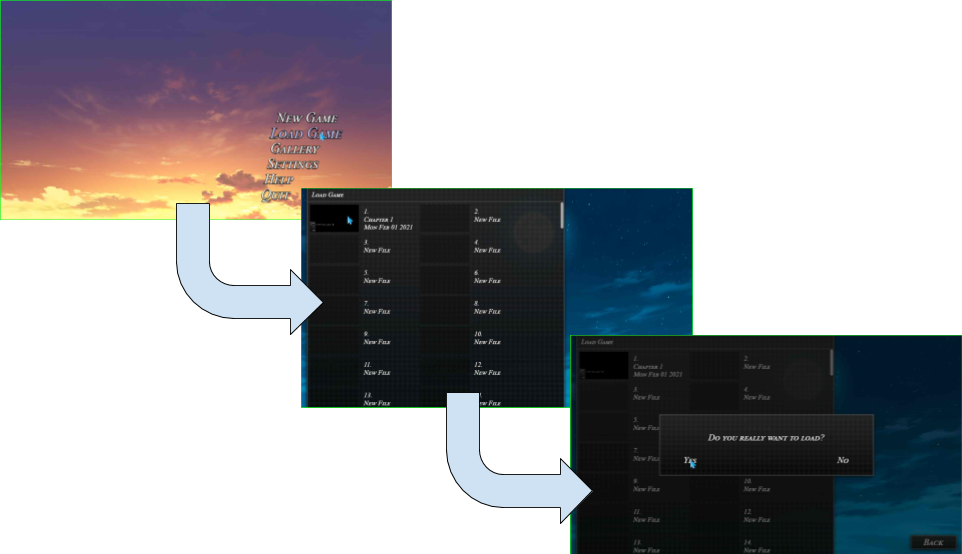 New Game
Load Game
Gallery
Settings
Help
Quit
Load Game
1.
Chapter 1
Mon Feb 01 2021
2.
New File
3.
New File
4.
New File
5.
New File
6.
New File
7.
New File
8.
New File
9.
New File
10.
New File
11.
New File
12.
New File
13.
New File
New File
Load Game
1.
Chapter 1
Mon Feb 01 2021
2.
New File
3.
New File
4.
New File
5.
New File
Do you really want to load?
Yes
No
7.
New File
9.
New File
10.
New File
11.
New File
12.
New File
13.
New File
14.
New File
Back